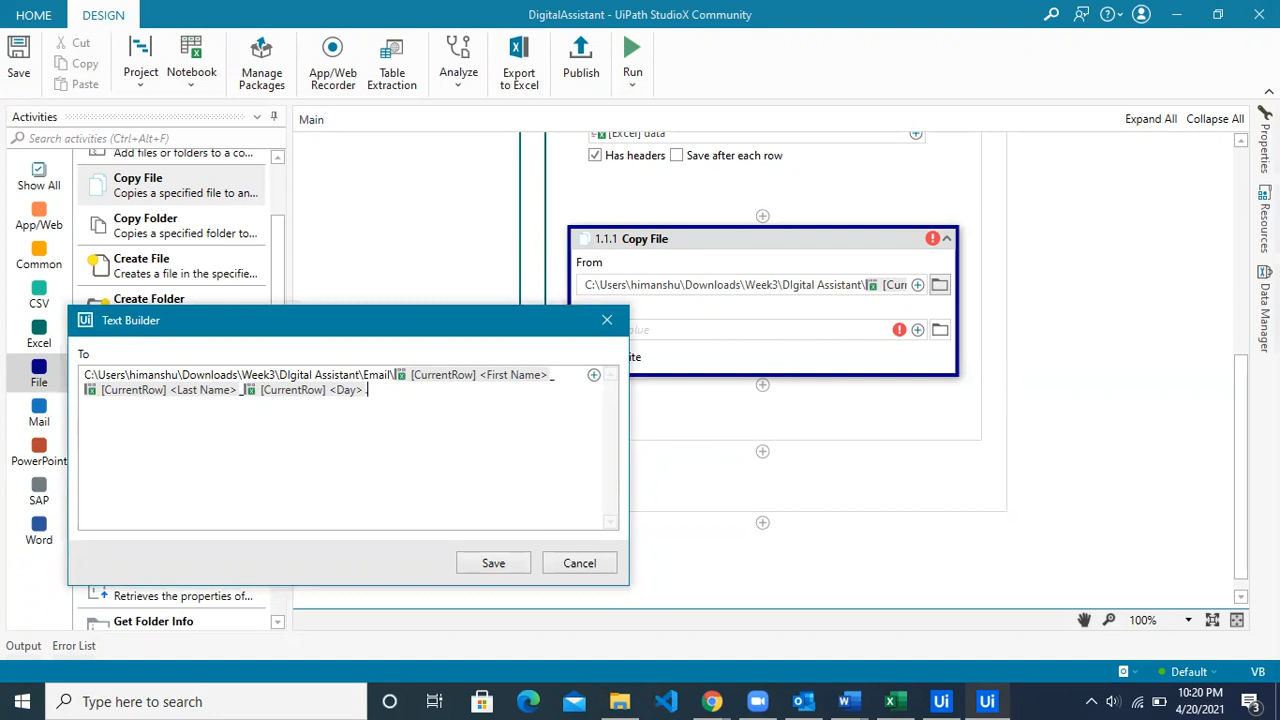 HOME
DESIGN
DigitalAssistant - UiPath StudioX Community
Save
Cut
Copy
Paste
Project
Notebook
Manage
Packages
App/Web
Recorder
Table
Extraction
Analyze
Export
to Excel
Publish
Run
Activities
Search activities (Ctrl+Alt+F)
Main
Expand All
Collapse All
Show All
App/Web
Common
CSV
Excel
File
Mail
PowerPoint
SAP
Word
Add files or folders to a co...
Copy File
Copies a specified file to an...
Copy Folder
Copies a specified folder to...
Create File
Creates a file in the specifie...
Create Folder
Retrieves the properties of...
Get Folder Info
[Excel] data
Has headers
Save after each row
1.1.1 Copy File
From
C:\Users\himanshu\Downloads\Week3\DIgital Assistant\ [Curr
Text Builder
To
C:\Users\himanshu\Downloads\Week3\DIgital Assistant\Email\ [CurrentRow] <First Name> _
[CurrentRow] <Last Name> _ [CurrentRow] <Day> .
Save
Cancel
Properties
Resources
Data Manager
100%
Output
Error List
Default
VB
Type here to search
10:20 PM
4/20/2021
3